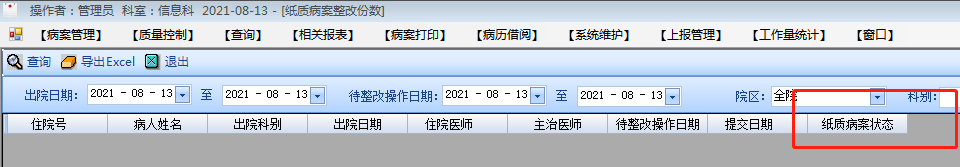 操作者：管理员 科室：信息科 2021-08-13 - [纸质病案整改份数]
【病案管理】 【质量控制】 【查询】 【相关报表】 【病案打印】 【病历借阅】 【系统维护】 【上报管理】 【工作量统计】 【窗口】
查询 导出Excel 退出
出院日期： 2021 - 08 - 13 至 2021 - 08 - 13 待整改操作日期： 2021 - 08 - 13 至 2021 - 08 - 13 院区： 全院 科别：
住院号 病人姓名 出院科别 出院日期 住院医师 主治医师 待整改操作日期 提交日期 纸质病案状态